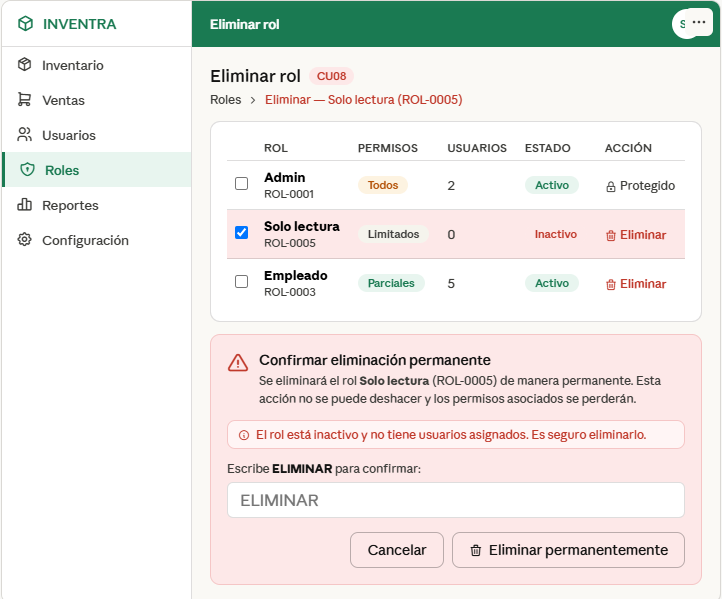 INVENTRA
Eliminar rol
S ...
Inventario
Ventas
Usuarios
Roles
Reportes
Configuración
Eliminar rol CU08
Roles > Eliminar — Solo lectura (ROL-0005)
ROL PERMISOS USUARIOS ESTADO ACCIÓN
Admin
ROL-0001
Todos 2 Activo Protegido
Solo lectura
ROL-0005
Limitados 0 Inactivo Eliminar
Empleado
ROL-0003
Parciales 5 Activo Eliminar
Confirmar eliminación permanente
Se eliminará el rol Solo lectura (ROL-0005) de manera permanente. Esta
acción no se puede deshacer y los permisos asociados se perderán.
El rol está inactivo y no tiene usuarios asignados. Es seguro eliminarlo.
Escribe ELIMINAR para confirmar:
ELIMINAR
Cancelar Eliminar permanentemente